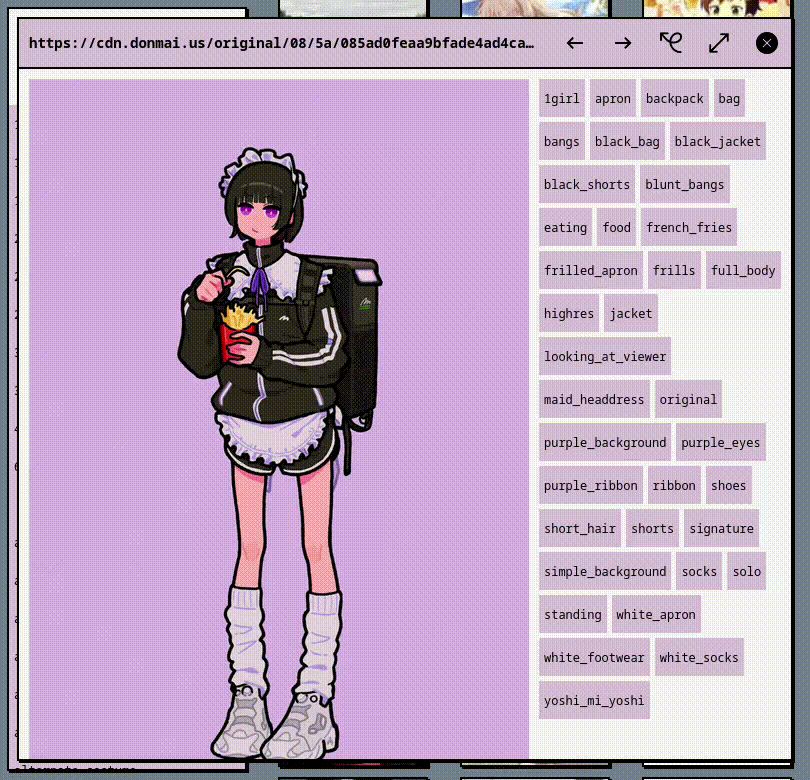 https://cdn.donmai.us/original/08/5a/085ad0feaa9bfade4ad4ca…
1girl apron backpack bag
bangs black_bag black_jacket
black_shorts blunt_bangs
eating food french_fries
frilled_apron frills full_body
highres jacket
looking_at_viewer
maid_headdress original
purple_background purple_eyes
purple_ribbon ribbon shoes
short_hair shorts signature
simple_background socks solo
standing white_apron
white_footwear white_socks
yoshi_mi_yoshi